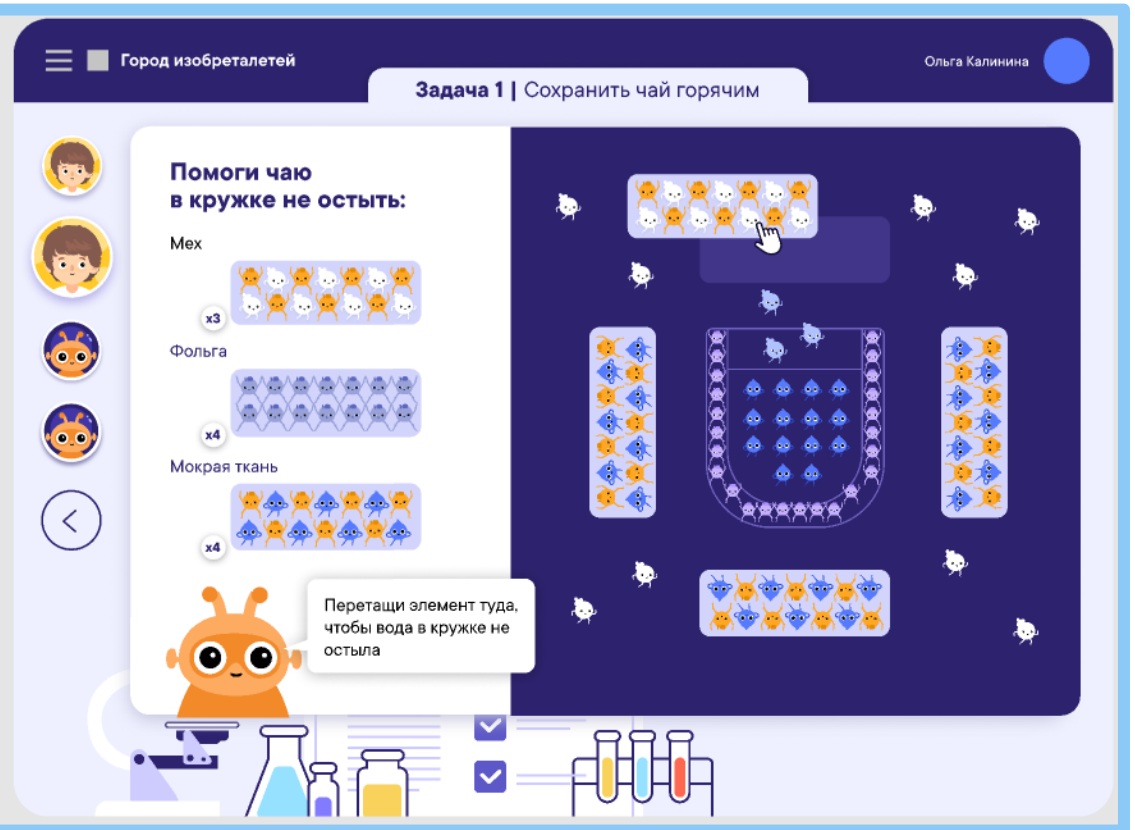 Город изобреталетей
Ольга Калинина
Задача 1 | Сохранить чай горячим
Помоги чаю
в кружке не остыть:
Мех
x3
Фольга
x4
Мокрая ткань
x4
Перетащи элемент туда,
чтобы вода в кружке не
остыла